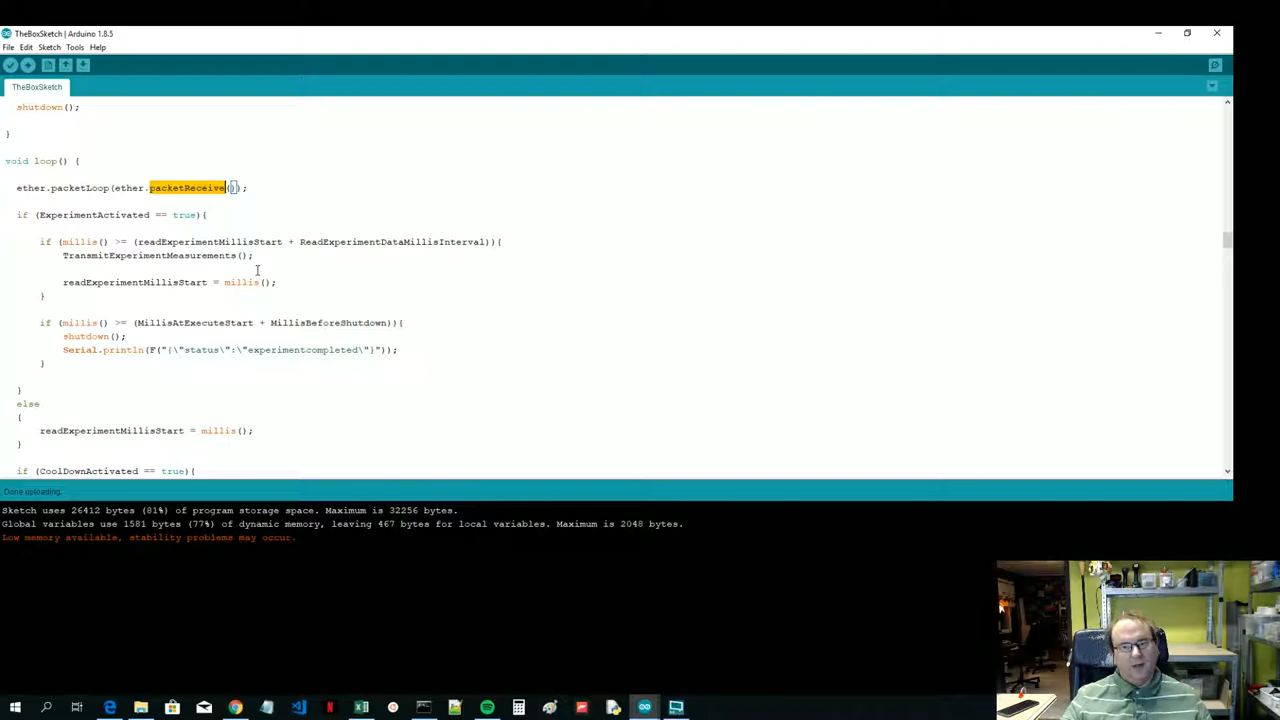 TheBoxSketch | Arduino 1.8.5
File Edit Sketch Tools Help
TheBoxSketch
shutdown();
}
void loop() {
ether.packetLoop(ether.packetReceive());
if (ExperimentActivated == true){
if (millis() >= (readExperimentMillisStart + ReadExperimentDataMillisInterval)){
TransmitExperimentMeasurements();
readExperimentMillisStart = millis();
}
if (millis() >= (MillisAtExecuteStart + MillisBeforeShutdown)){
shutdown();
Serial.println(F("{\"status\":\"experimentcompleted\"}"));
}
}
else
{
readExperimentMillisStart = millis();
}
if (CoolDownActivated == true){
Done uploading.
Sketch uses 26412 bytes (81%) of program storage space. Maximum is 32256 bytes.
Global variables use 1581 bytes (77%) of dynamic memory, leaving 467 bytes for local variables. Maximum is 2048 bytes.
Low memory available, stability problems may occur.